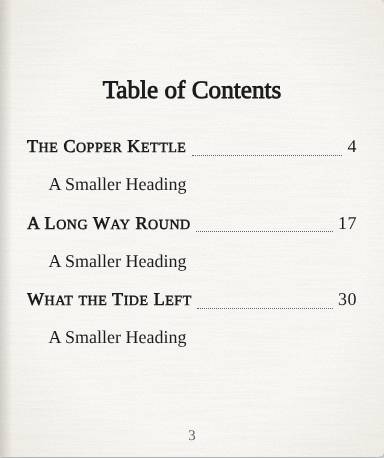 Table of Contents
The Copper Kettle 4
A Smaller Heading
A Long Way Round 17
A Smaller Heading
What the Tide Left 30
A Smaller Heading
3